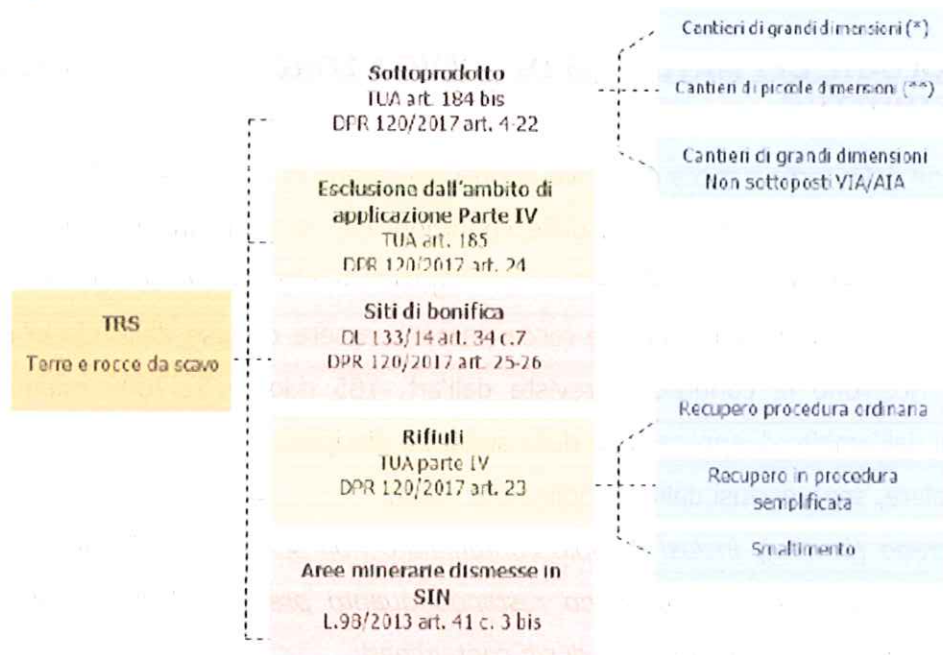 TRS
Terre e rocce da scavo
Sottoprodotto
TUA art. 184 bis
DPR 120/2017 art. 4-22
Esclusione dall'ambito di
applicazione Parte IV
TUA art. 185
DPR 120/2017 art. 24
Siti di bonifica
DL 133/14 art. 34 c.7
DPR 120/2017 art. 25-26
Rifiuti
TUA parte IV
DPR 120/2017 art. 23
Aree minerarie dismesse in
SIN
L.98/2013 art. 41 c. 3 bis
Cantieri di grandi dimensioni (*)
Cantieri di piccole dimensioni (**)
Cantieri di grandi dimensioni
Non sottoposti VIA/AIA
Recupero procedura ordinaria
Recupero in procedura
semplificata
Smaltimento